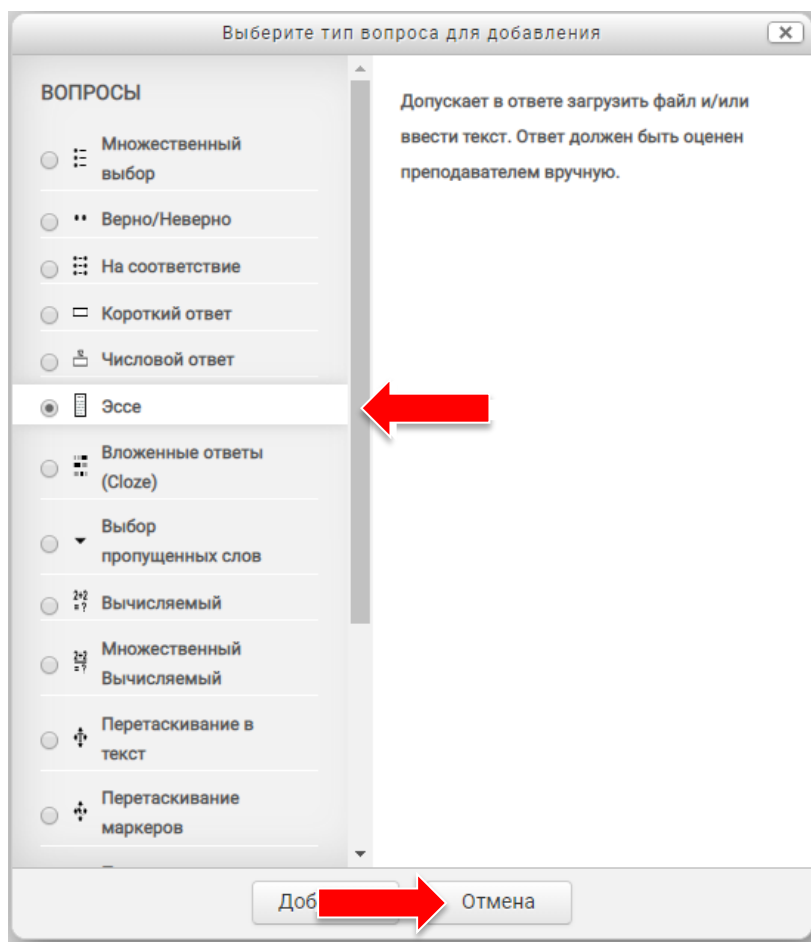 Выберите тип вопроса для добавления
ВОПРОСЫ
Множественный
выбор
Верно/Неверно
На соответствие
Короткий ответ
Числовой ответ
Эссе
Вложенные ответы
(Cloze)
Выбор
пропущенных слов
Вычисляемый
Множественный
Вычисляемый
Перетаскивание в
текст
Перетаскивание
маркеров
Допускает в ответе загрузить файл и/или
ввести текст. Ответ должен быть оценен
преподавателем вручную.
Отмена